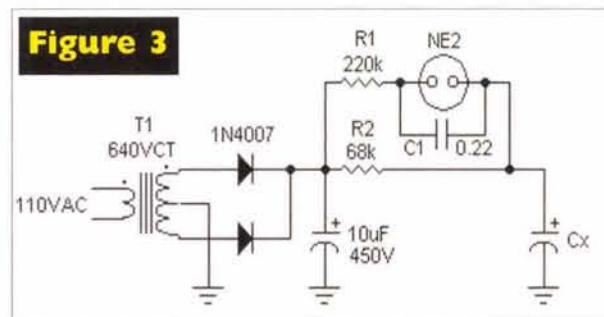 Figure 3
R1
220k
NE2
T1
640VCT
1N4007
R2
68k
C1
0.22
110VAC
10uF
450V
+
+
Cx